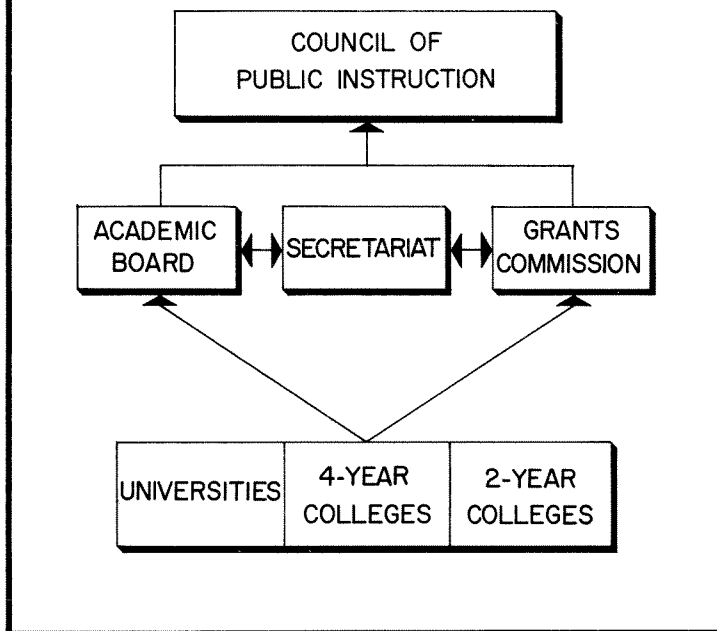 COUNCIL OF
PUBLIC INSTRUCTION
ACADEMIC
BOARD
SECRETARIAT
GRANTS
COMMISSION
UNIVERSITIES
4-YEAR
COLLEGES
2-YEAR
COLLEGES